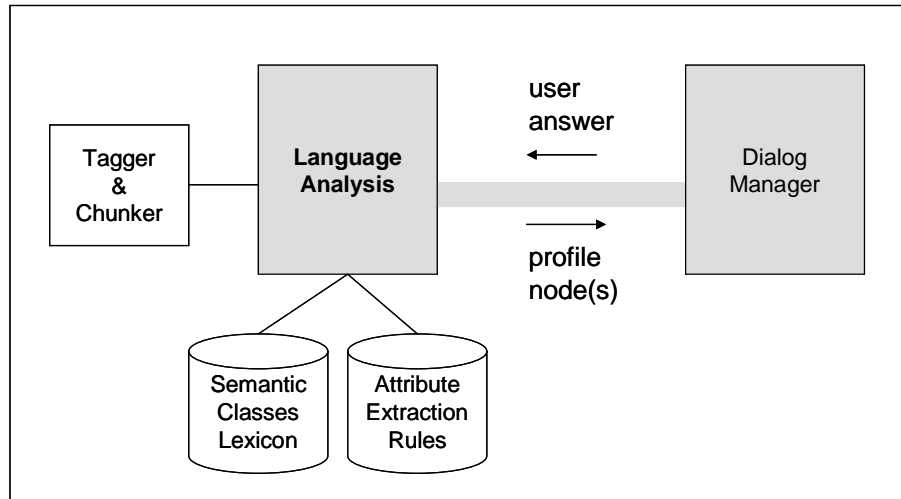 Tagger
&
Chunker
Language
Analysis
user
answer
profile
node(s)
Dialog
Manager
Semantic
Classes
Lexicon
Attribute
Extraction
Rules